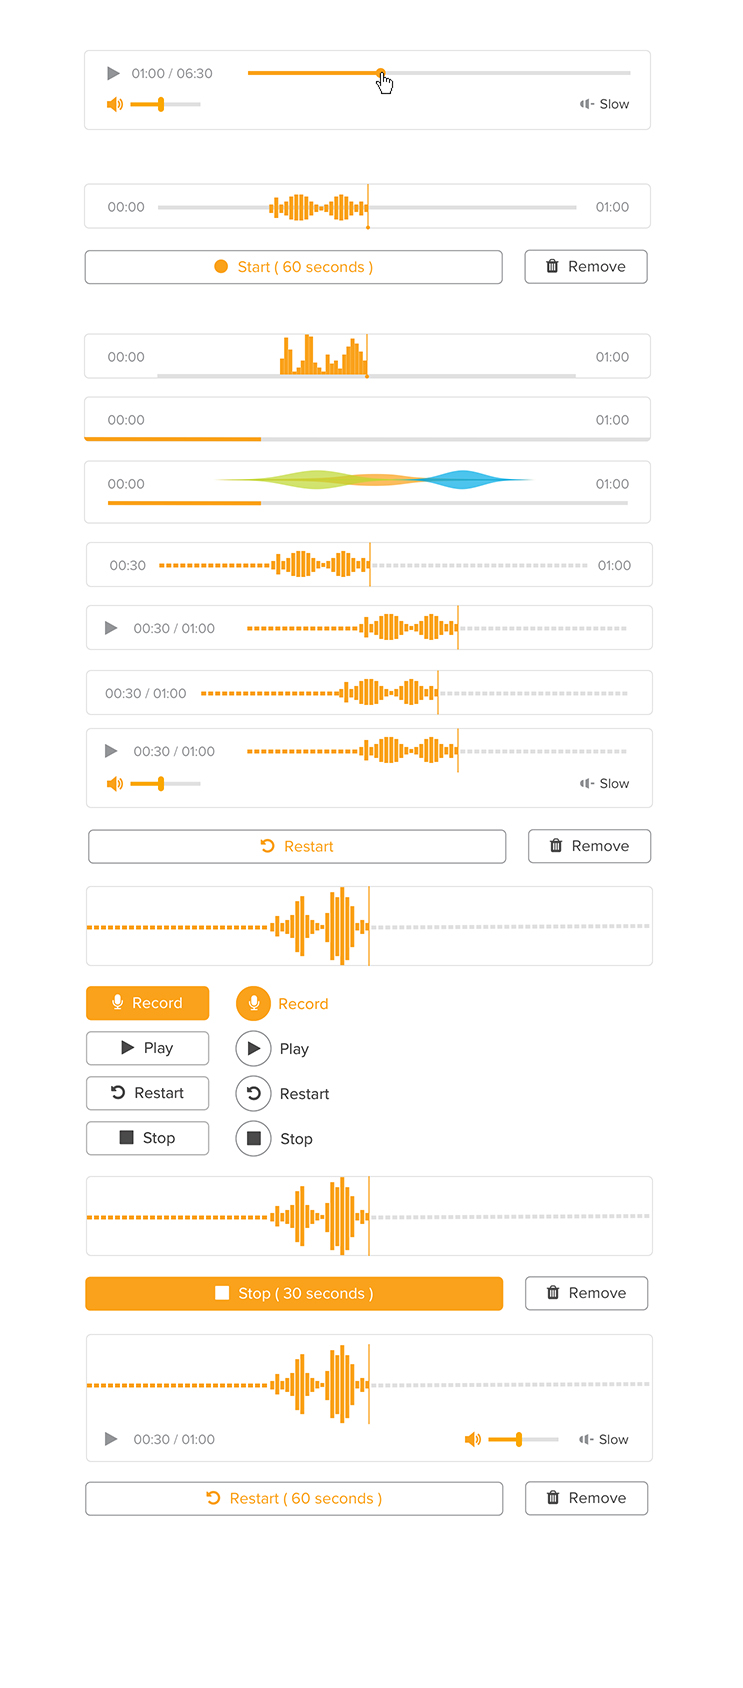 01:00 / 06:30
Slow
00:00 01:00
Start ( 60 seconds ) Remove
00:00 01:00
00:00 01:00
00:00 01:00
00:30 01:00
00:30 / 01:00
00:30 / 01:00
00:30 / 01:00
Slow
Restart Remove
Record Record
Play Play
Restart Restart
Stop Stop
Stop ( 30 seconds ) Remove
00:30 / 01:00 Slow
Restart ( 60 seconds ) Remove